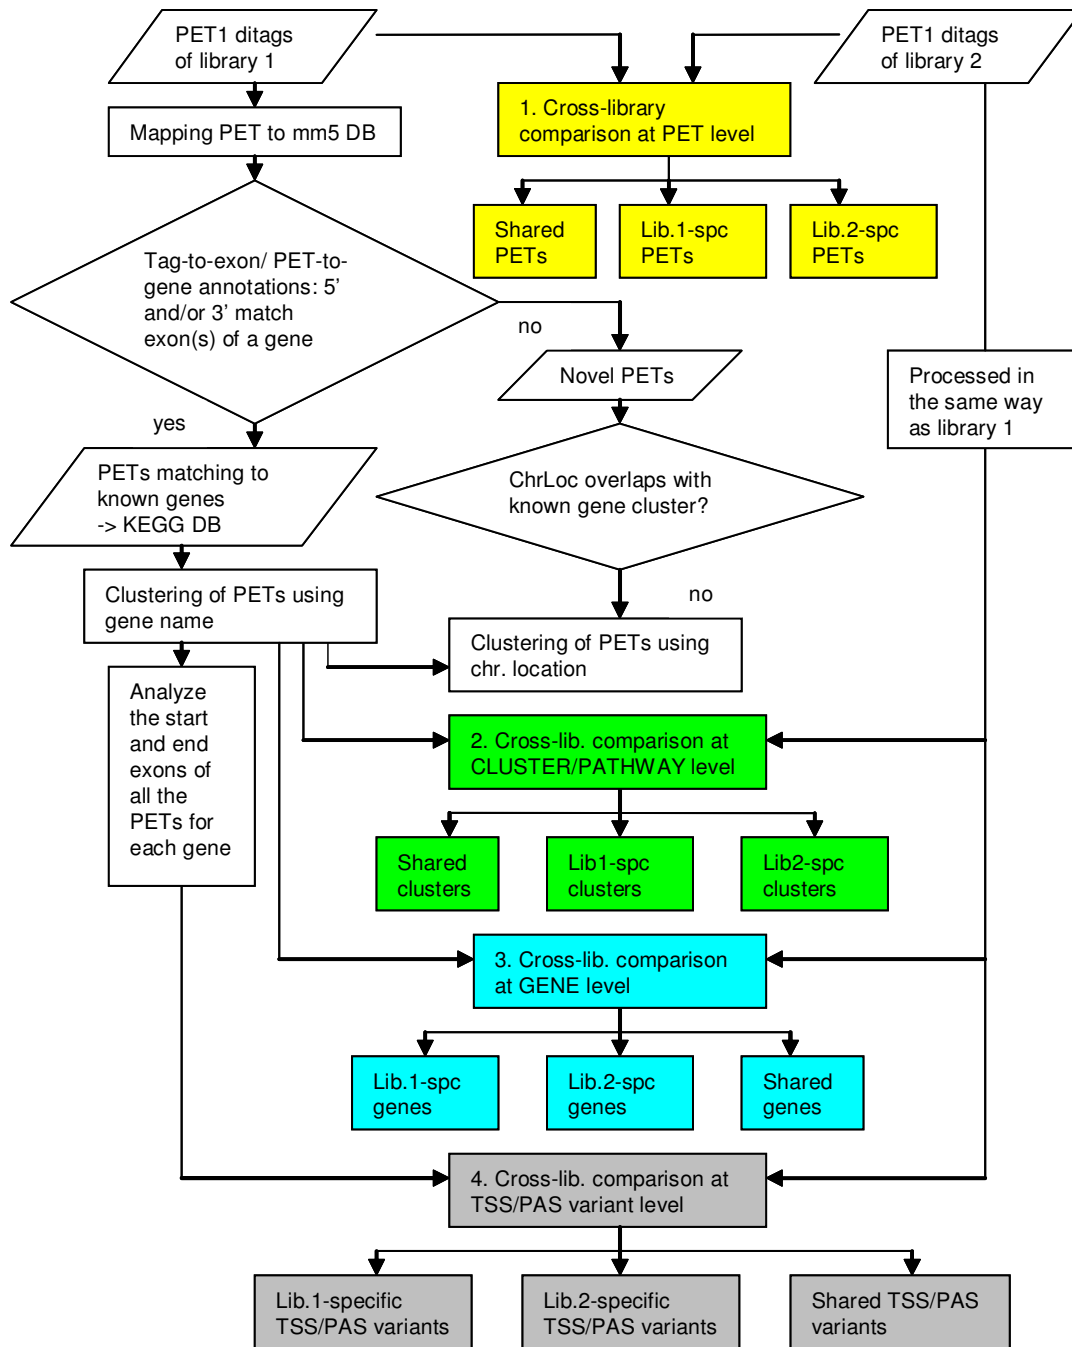 PET1 ditags
of library 1
PET1 ditags
of library 2
1. Cross-library
comparison at PET level
Mapping PET to mm5 DB
Shared
PETs
Lib.1-spc
PETs
Lib.2-spc
PETs
Tag-to-exon/ PET-to-
gene annotations: 5’
and/or 3’ match
exon(s) of a gene
no
yes
Novel PETs
Processed in
the same way
as library 1
PETs matching to
known genes
-> KEGG DB
ChrLoc overlaps with
known gene cluster?
no
Clustering of PETs using
gene name
Clustering of PETs using
chr. location
Analyze
the start
and end
exons of
all the
PETs for
each gene
2. Cross-lib. comparison at
CLUSTER/PATHWAY level
Shared
clusters
Lib1-spc
clusters
Lib2-spc
clusters
3. Cross-lib. comparison
at GENE level
Lib.1-spc
genes
Lib.2-spc
genes
Shared
genes
4. Cross-lib. comparison at
TSS/PAS variant level
Lib.1-specific
TSS/PAS variants
Lib.2-specific
TSS/PAS variants
Shared TSS/PAS
variants